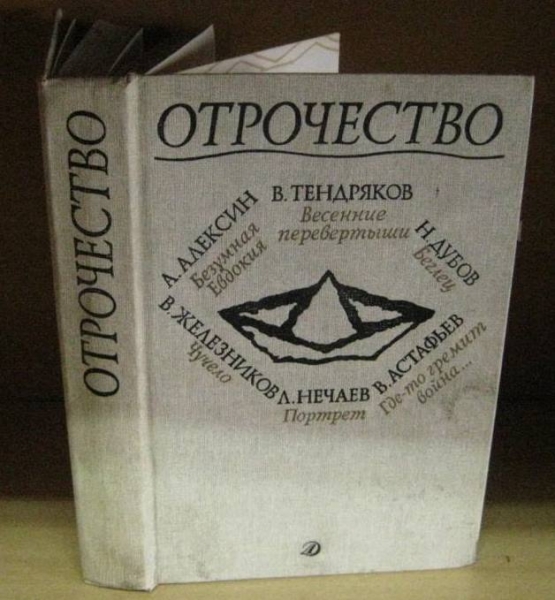 ОТРОЧЕСТВО
ОТРОЧЕСТВО
В. ТЕНДРЯКОВ
Весенние
перевертыши
Н. ДУБОВ
Беглец
В. АСТАФЬЕВ
Где-то гремит
война...
Л. НЕЧАЕВ
Портрет
В. ЖЕЛЕЗНИКОВ
Чучело
А. АЛЕКСИН
Безумная
Евдокия
Д